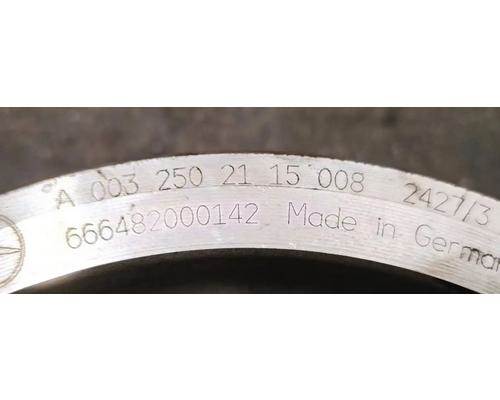 A 003 250 21 15 008 2427/3
666482000142 Made in German